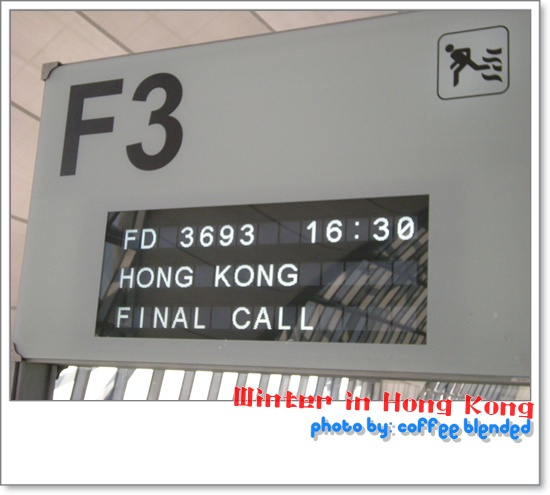 F3
FD 3693 16:30
HONG KONG
FINAL CALL
Winter in Hong Kong
photo by: coffee blended